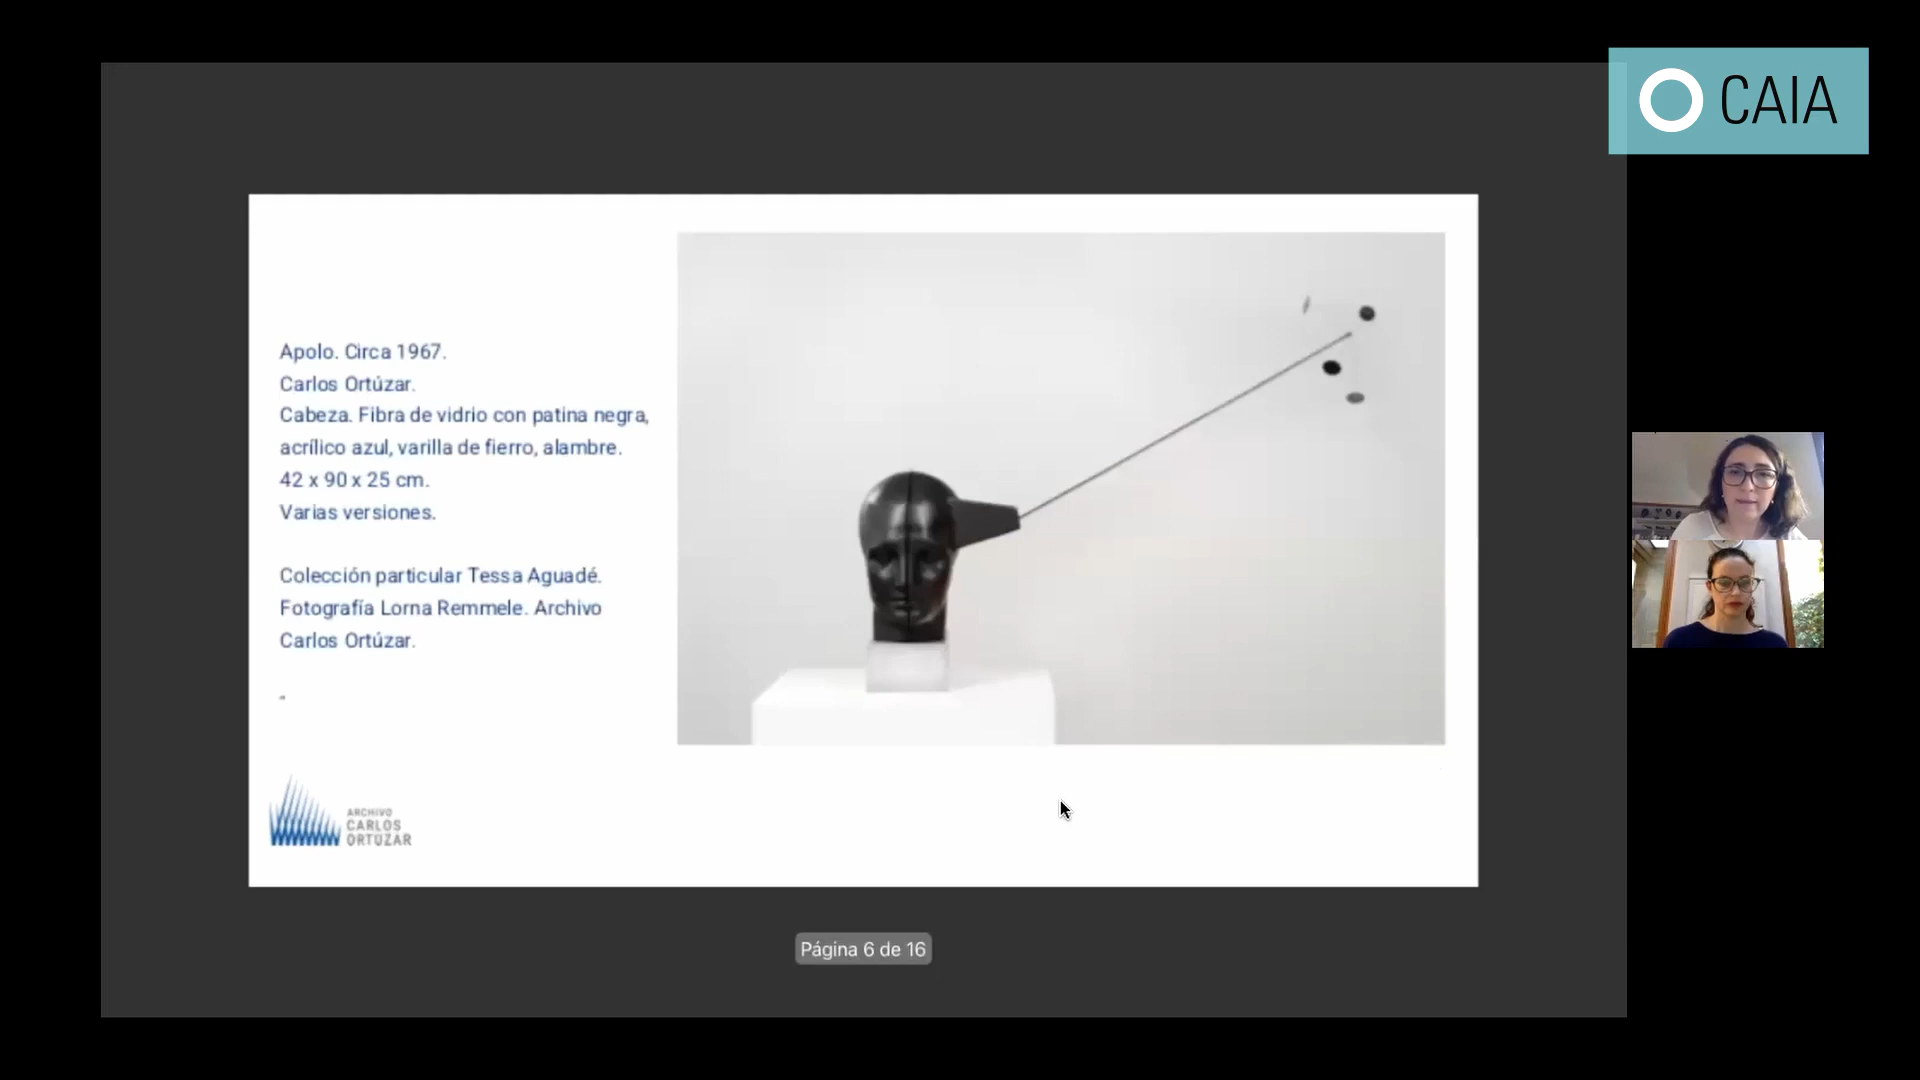 CAIA
Apolo. Circa 1967.
Carlos Ortúzar.
Cabeza. Fibra de vidrio con patina negra,
acrílico azul, varilla de fierro, alambre.
42 x 90 x 25 cm.
Varias versiones.
Colección particular Tessa Aguadé.
Fotografía Lorna Remmele. Archivo
Carlos Ortúzar.
-
ARCHIVO
CARLOS
ORTÚZAR
Página 6 de 16